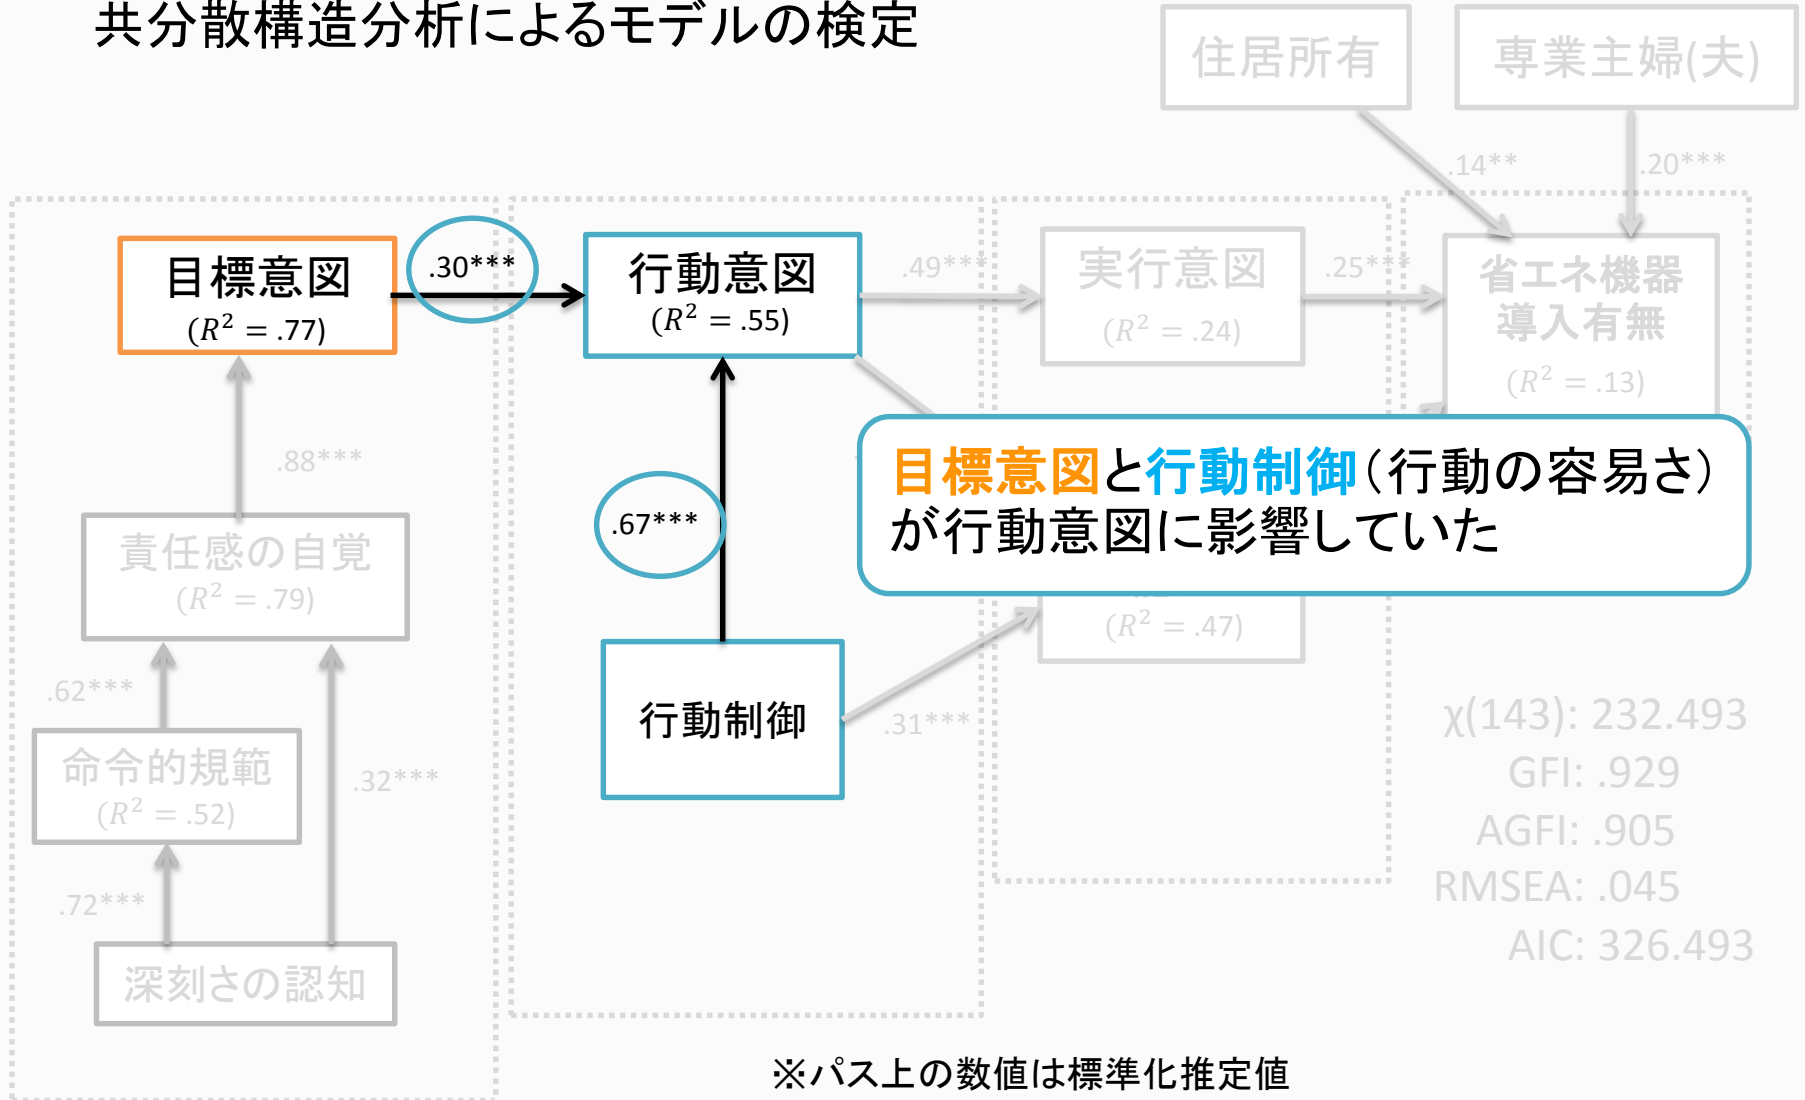 共分散構造分析によるモデルの検定
住居所有
専業主婦(夫)
.14**
.20***
目標意図
(R² = .77)
.30***
行動意図
(R² = .55)
.49***
実行意図
(R² = .24)
.25***
省エネ機器
導入有無
(R² = .13)
.88***
.67***
目標意図と行動制御（行動の容易さ）
が行動意図に影響していた
責任感の自覚
(R² = .79)
(R² = .47)
.62***
.32***
行動制御
.31***
命令的規範
(R² = .52)
.72***
深刻さの認知
χ(143): 232.493
GFI: .929
AGFI: .905
RMSEA: .045
AIC: 326.493
※パス上の数値は標準化推定値